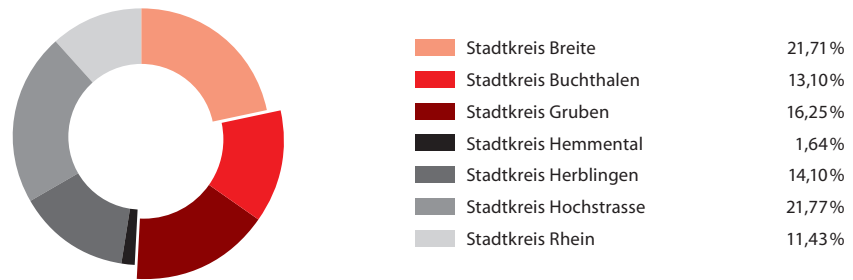 Stadtkreis Breite 21,71 %
Stadtkreis Buchthalen 13,10 %
Stadtkreis Gruben 16,25 %
Stadtkreis Hemmental 1,64 %
Stadtkreis Herblingen 14,10 %
Stadtkreis Hochstrasse 21,77 %
Stadtkreis Rhein 11,43 %